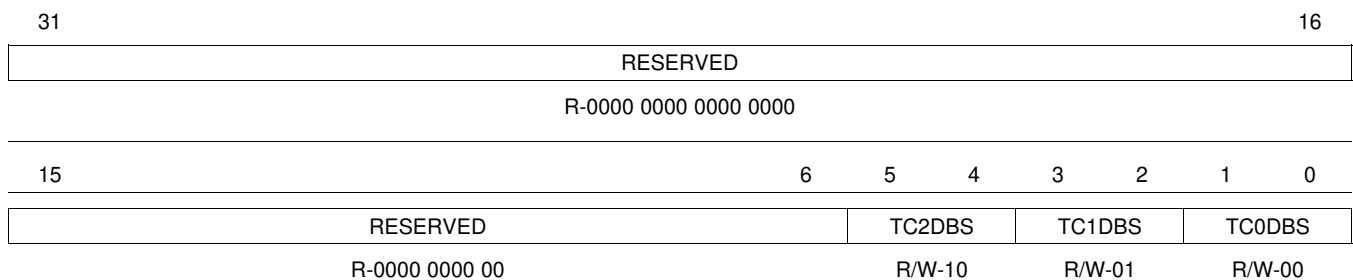 31 16
RESERVED
R-0000 0000 0000 0000
15 6 5 4 3 2 1 0
RESERVED TC2DBS TC1DBS TC0DBS
R-0000 0000 00 R/W-10 R/W-01 R/W-00